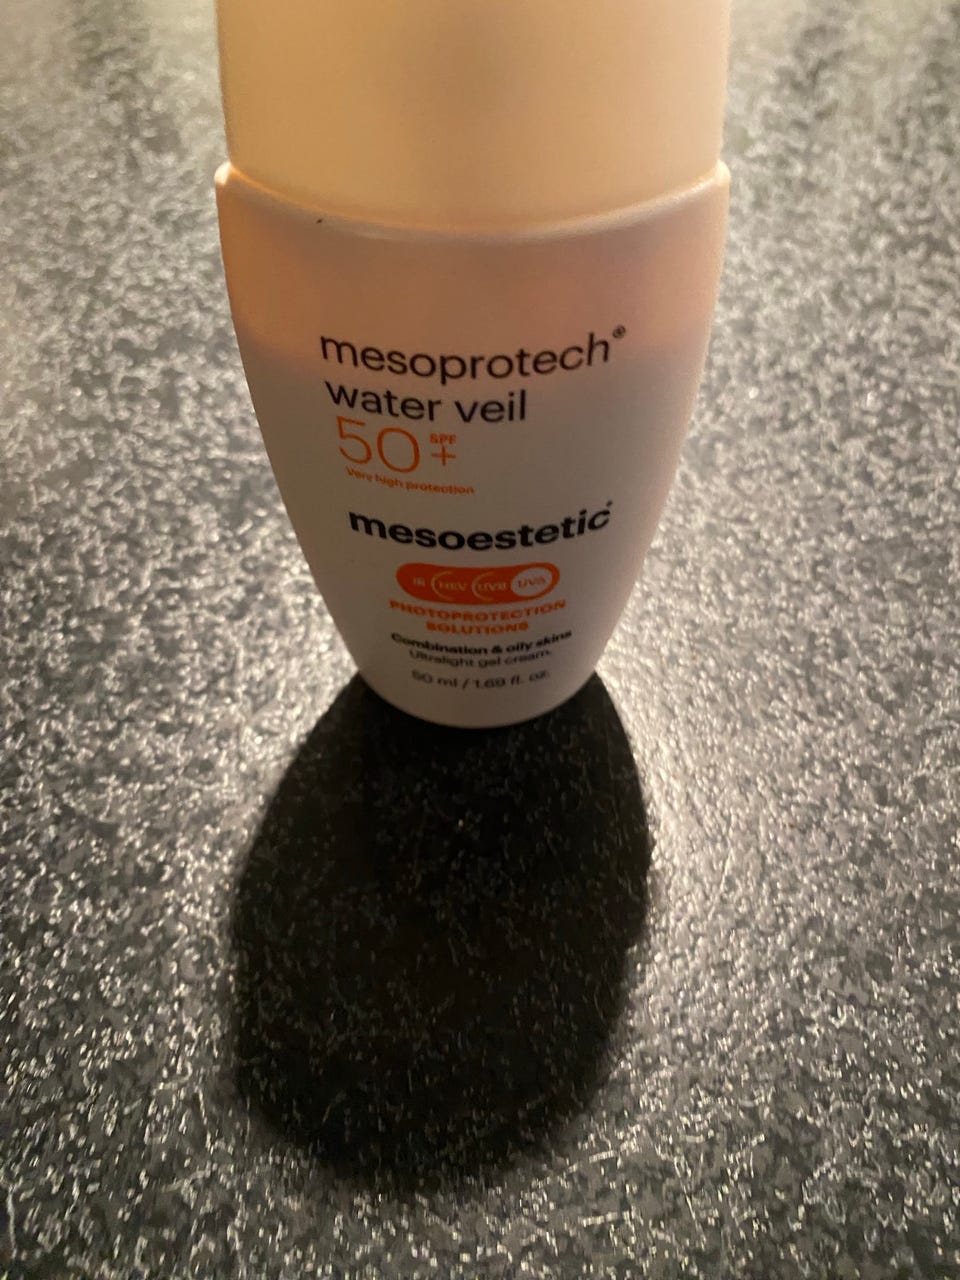 mesoprotech®
water veil
50 SPF +
Very high protection
mesoestetic®
IR HEV UVB UVA
PHOTOPROTECTION
SOLUTIONS
Combination & oily skins
Ultralight gel cream.
50 ml / 1.69 fl. oz.